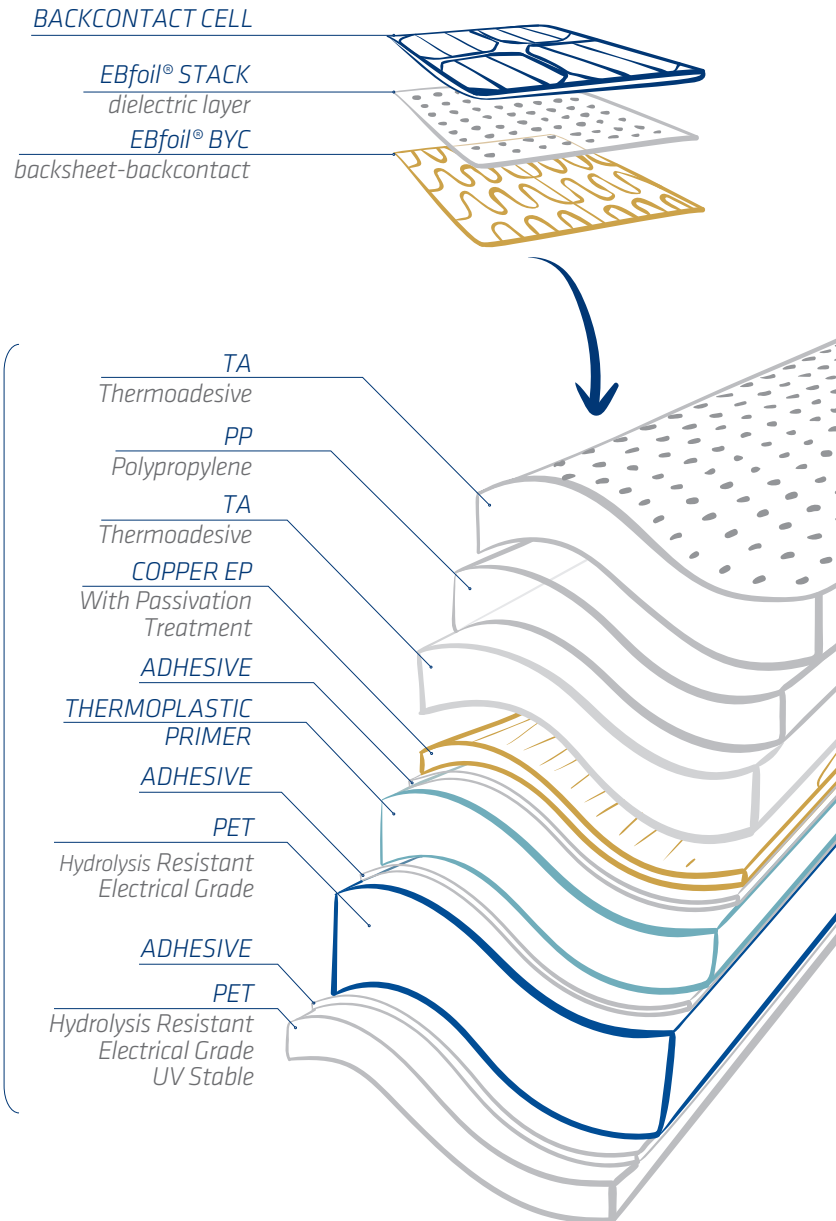 BACKCONTACT CELL
EBfoil® STACK
dielectric layer
EBfoil® BYC
backsheet-backcontact
TA
Thermoadesive
PP
Polypropylene
TA
Thermoadesive
COPPER EP
With Passivation
Treatment
ADHESIVE
THERMOPLASTIC
PRIMER
ADHESIVE
PET
Hydrolysis Resistant
Electrical Grade
ADHESIVE
PET
Hydrolysis Resistant
Electrical Grade
UV Stable